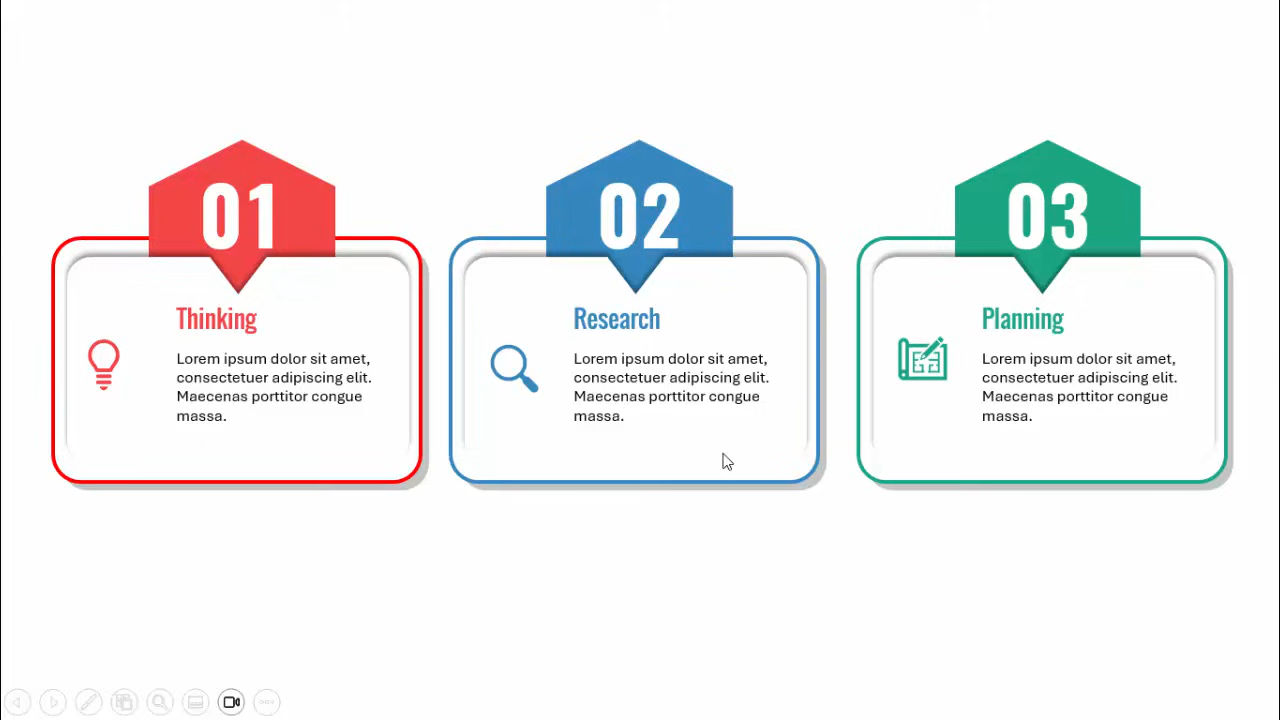 01
Thinking
Lorem ipsum dolor sit amet,
consectetuer adipiscing elit.
Maecenas porttitor congue
massa.
02
Research
Lorem ipsum dolor sit amet,
consectetuer adipiscing elit.
Maecenas porttitor congue
massa.
03
Planning
Lorem ipsum dolor sit amet,
consectetuer adipiscing elit.
Maecenas porttitor congue
massa.